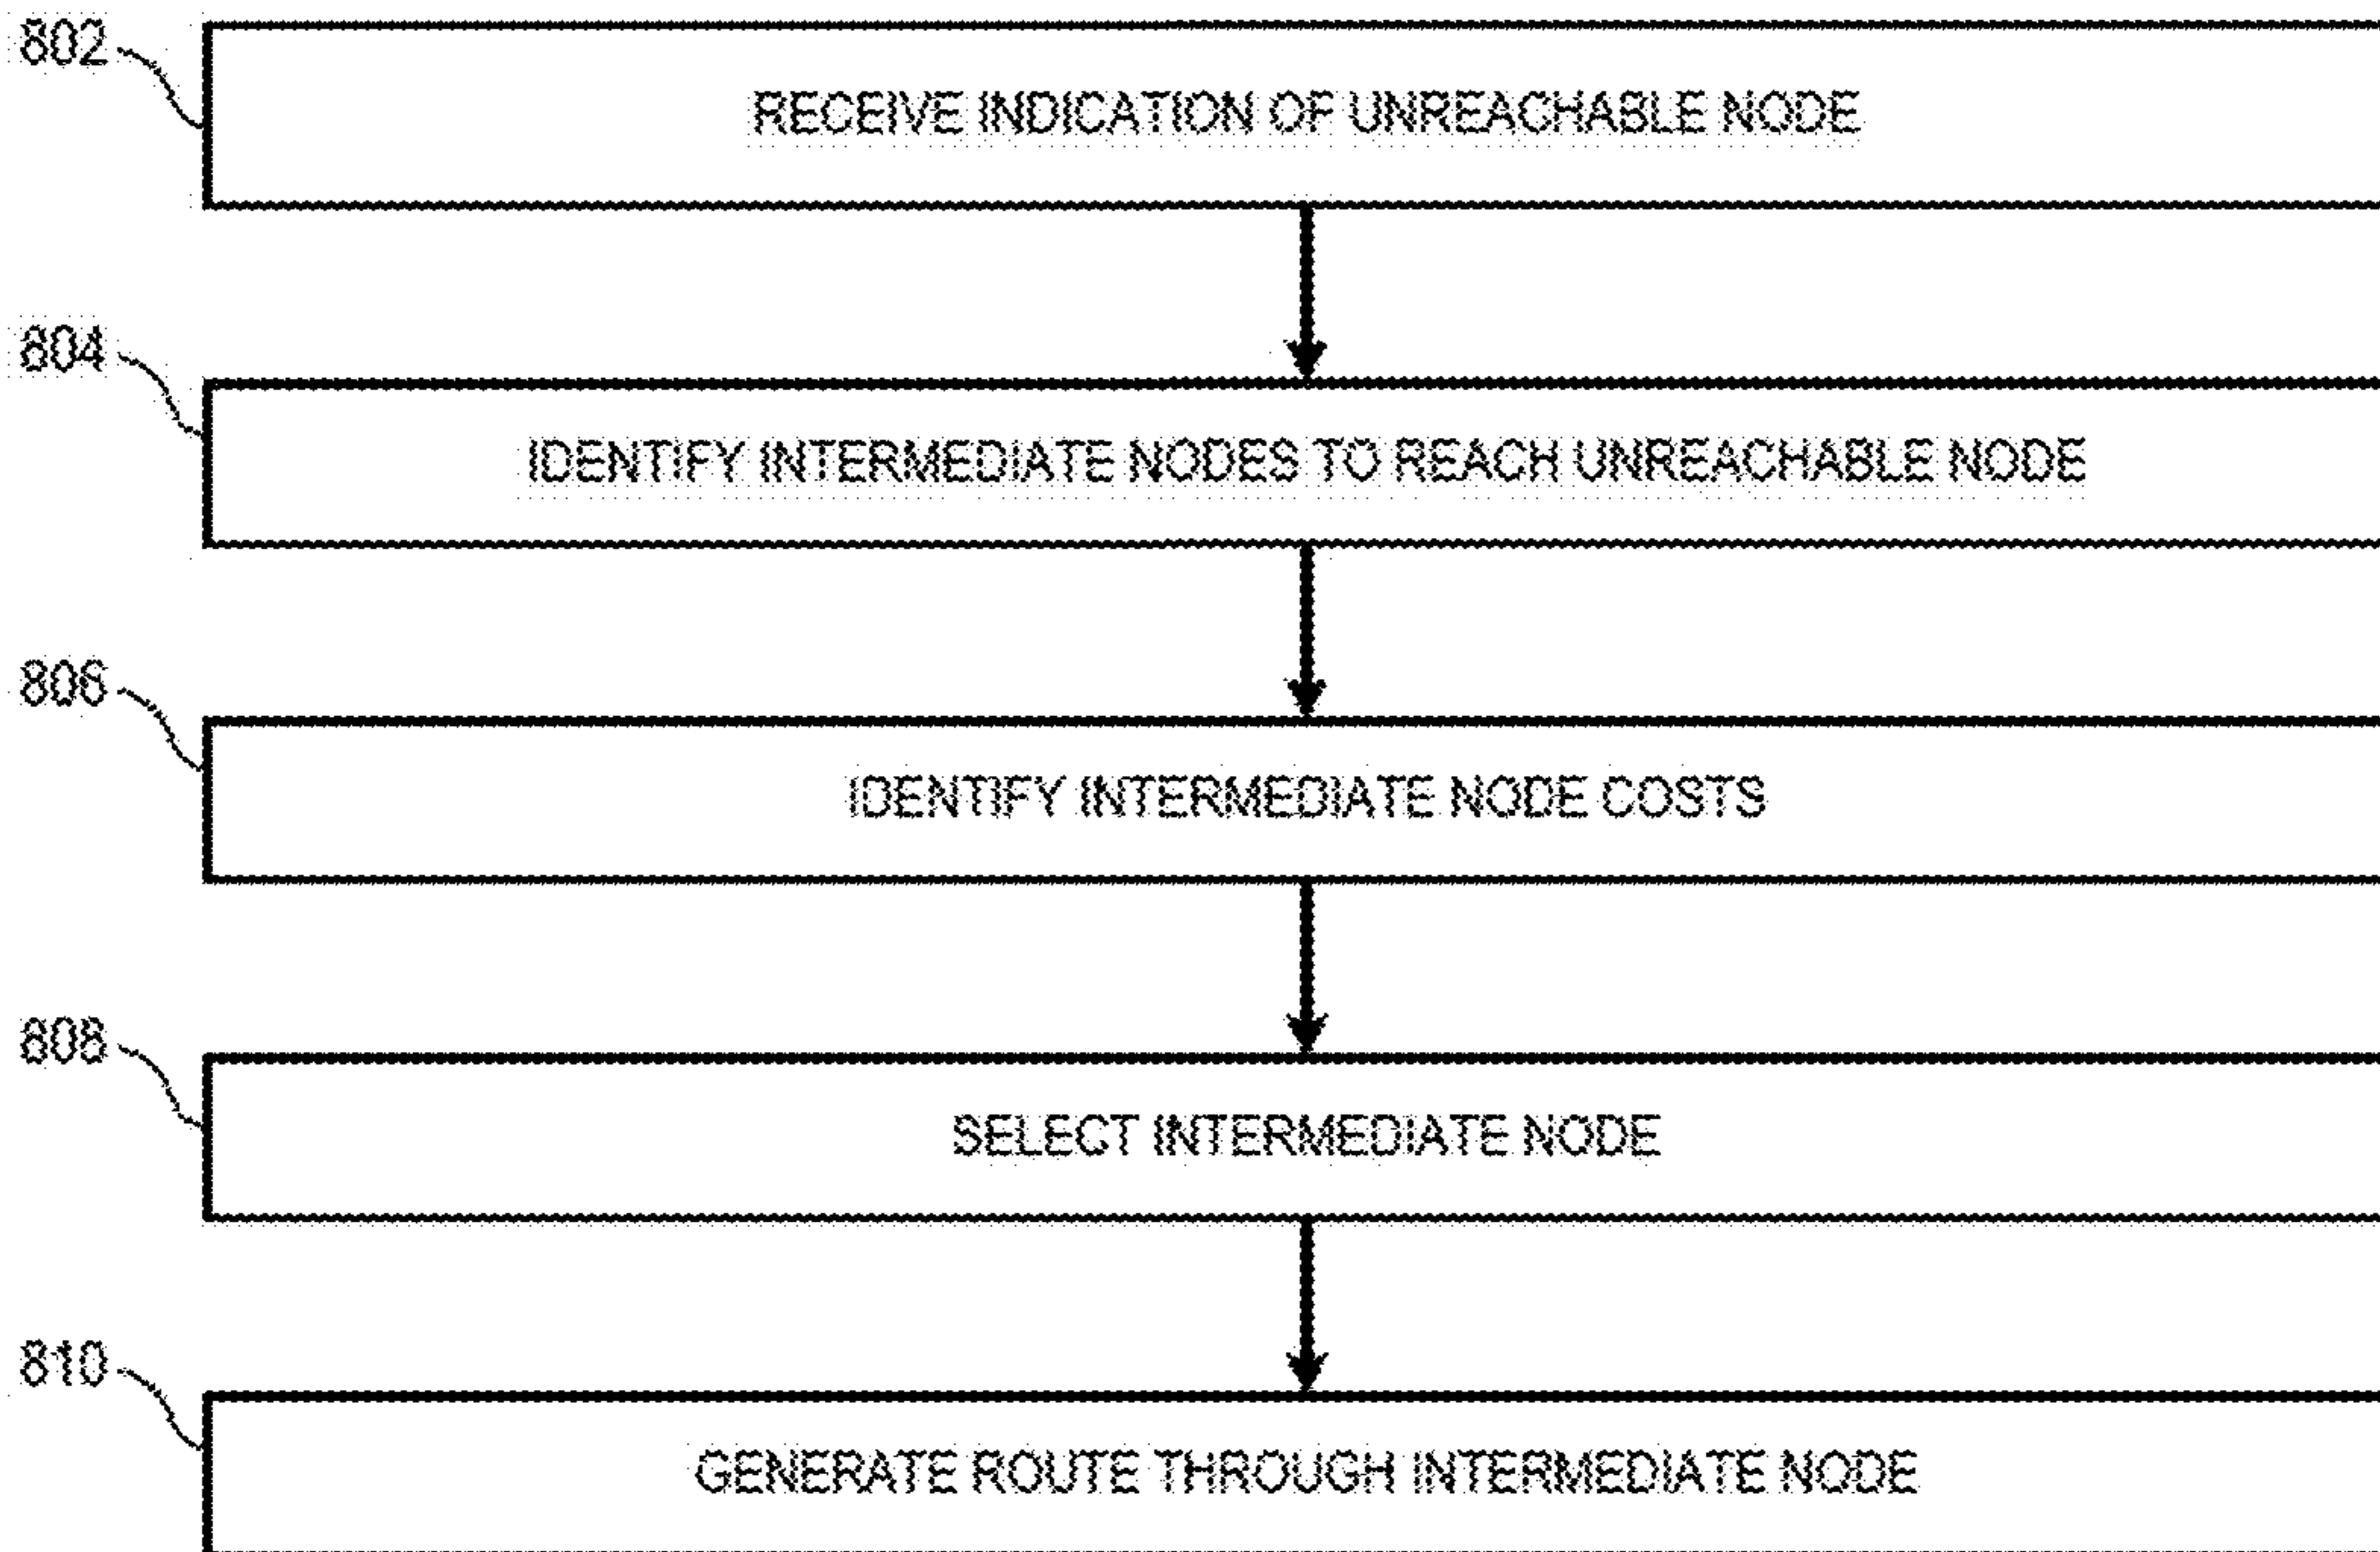 802
RECEIVE INDICATION OF UNREACHABLE NODE
804
IDENTIFY INTERMEDIATE NODES TO REACH UNREACHABLE NODE
806
IDENTIFY INTERMEDIATE NODE COSTS
808
SELECT INTERMEDIATE NODE
810
GENERATE ROUTE THROUGH INTERMEDIATE NODE